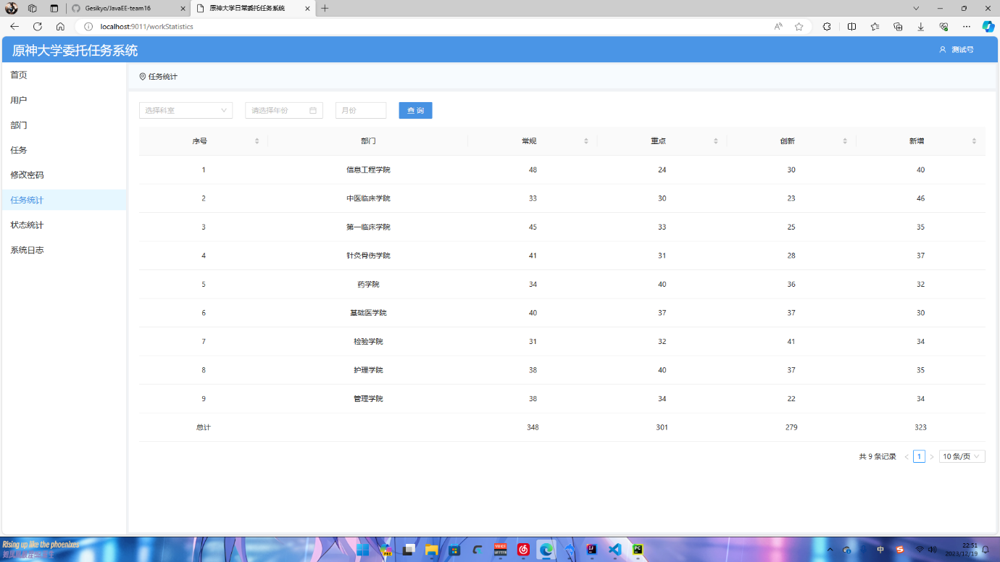 Gesikyo/JavaEE-team16
原神大学日常委托任务系统
localhost:9011/workStatistics
原神大学委托任务系统
测试号
首页
用户
部门
任务
修改密码
任务统计
状态统计
系统日志
任务统计
选择科室 请选择年份 月份 查 询
序号 部门 常规 重点 创新 新增
1 信息工程学院 48 24 30 40
2 中医临床学院 33 30 23 46
3 第一临床学院 45 33 25 35
4 针灸骨伤学院 41 31 28 37
5 药学院 34 40 36 32
6 基础医学院 40 37 37 30
7 检验学院 31 32 41 34
8 护理学院 38 40 37 35
9 管理学院 38 34 22 34
总计 348 301 279 323
共 9 条记录 1 10 条/页
Rising up like the phoenixes
中
22:51
2023/12/19